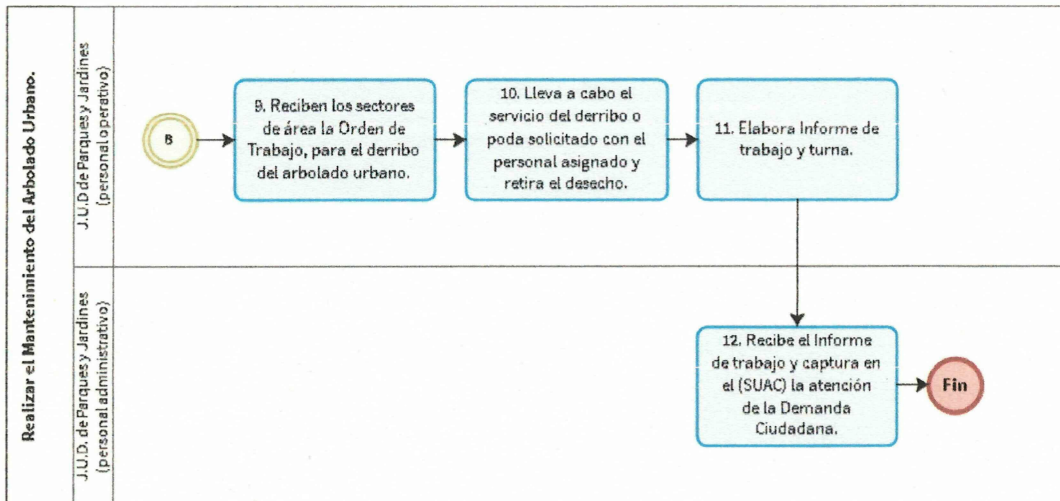 Realizar el Mantenimiento del Arbolado Urbano.
J.U.D de Parques y Jardines
(personal operativo)
B
9. Reciben los sectores
de área la Orden de
Trabajo, para el derribo
del arbolado urbano.
10. Lleva a cabo el
servicio del derribo o
poda solicitado con el
personal asignado y
retira el desecho.
11. Elabora Informe de
trabajo y turna.
J.U.D. de Parques y Jardines
(personal administrativo)
12. Recibe el Informe
de trabajo y captura en
el (SUAC) la atención
de la Demanda
Ciudadana.
Fin